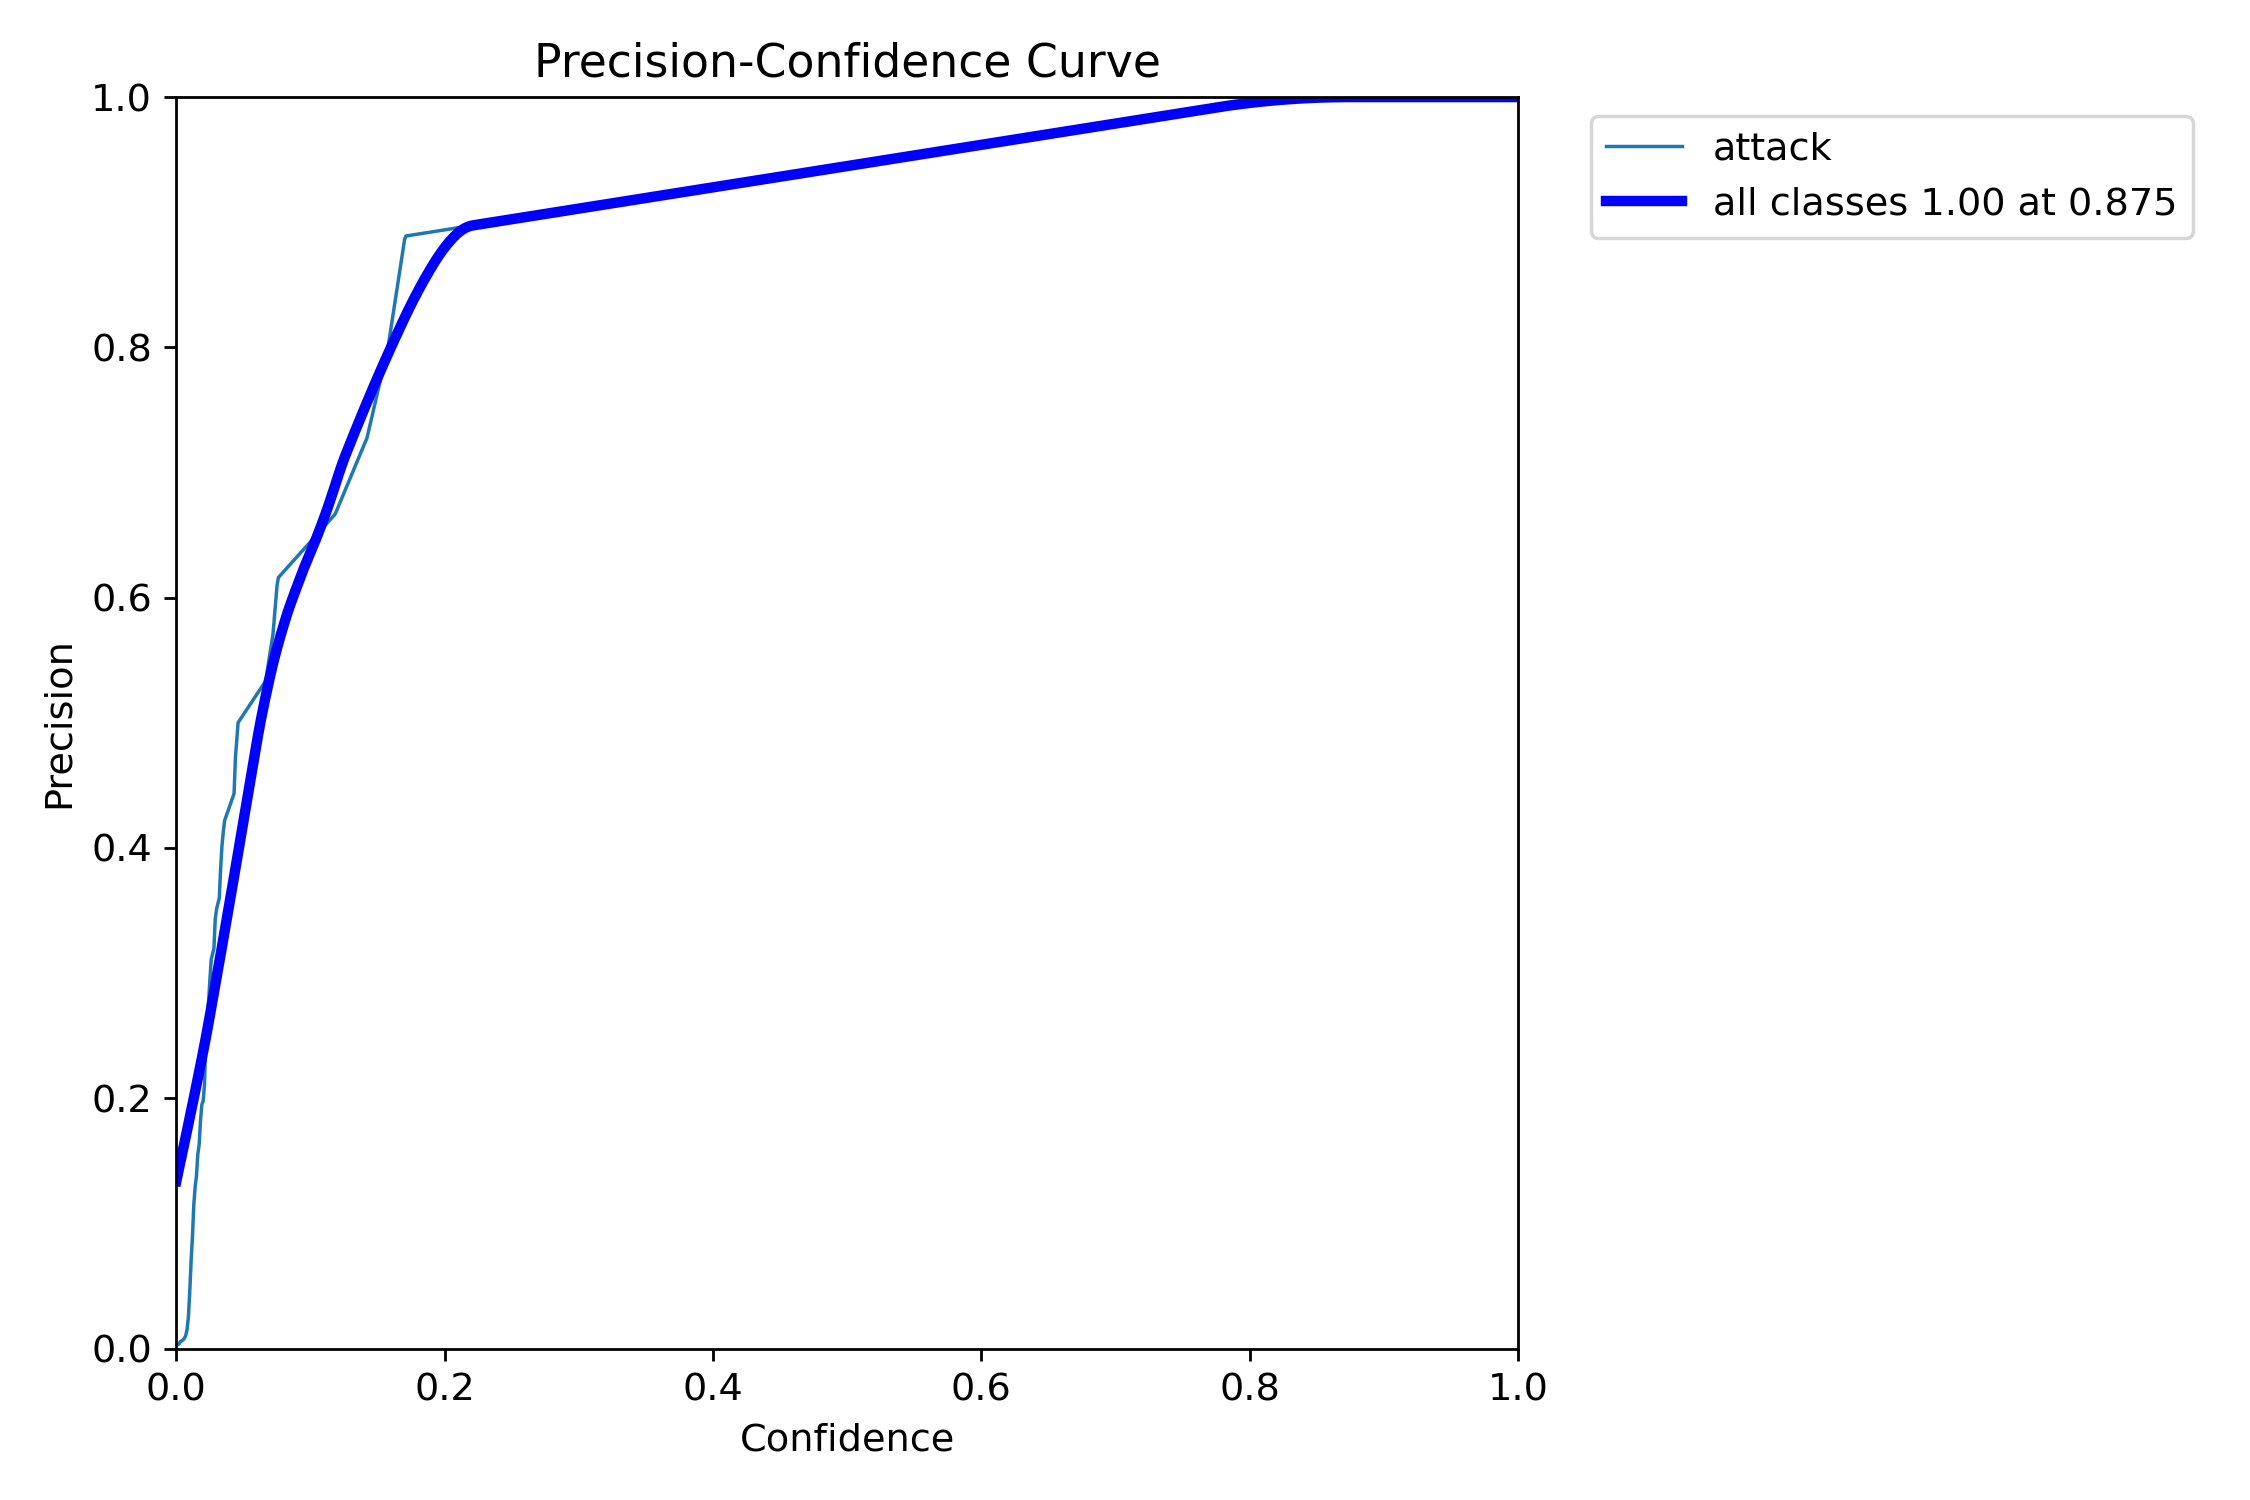 Precision-Confidence Curve
1.0
0.8
0.6
0.4
0.2
0.0
Precision
0.0 0.2 0.4 0.6 0.8 1.0
Confidence
attack
all classes 1.00 at 0.875